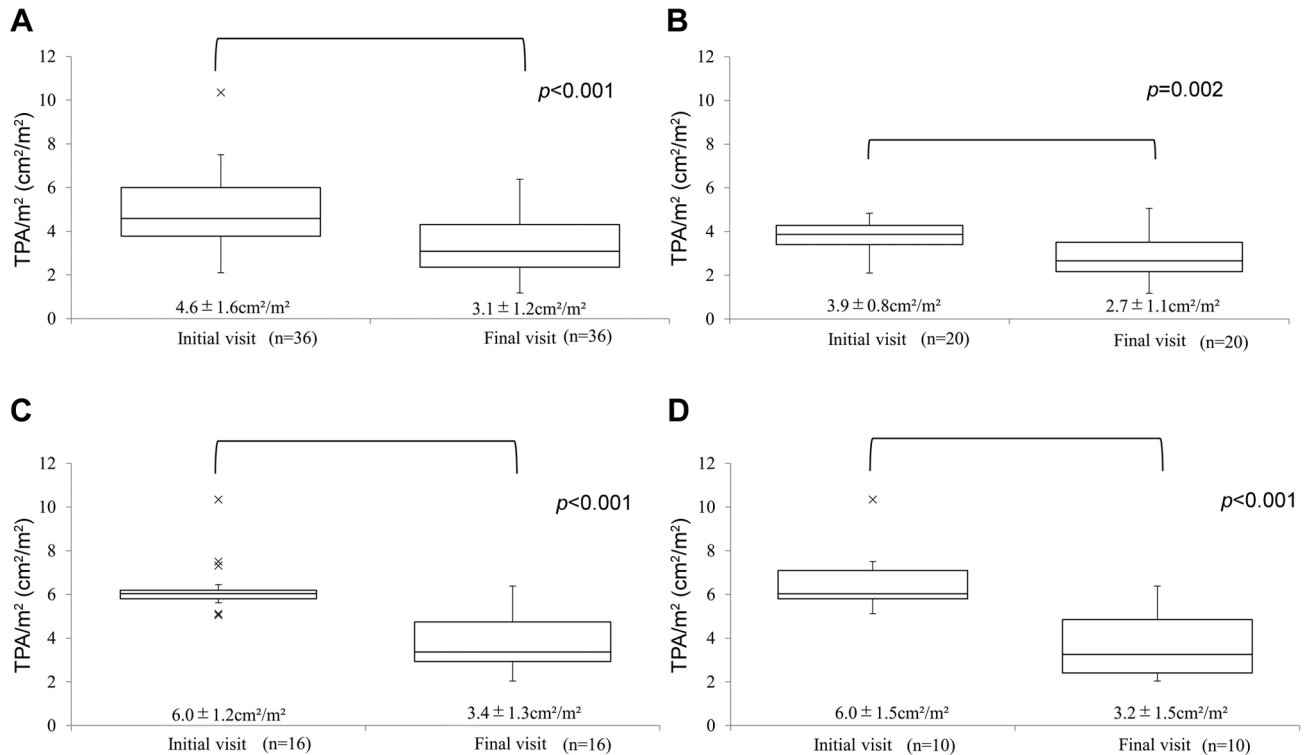 A
TPA/m² (cm²/m²)
12
10
8
6
4
2
0
p<0.001
4.6±1.6cm²/m²
3.1±1.2cm²/m²
Initial visit (n=36)
Final visit (n=36)
B
TPA/m² (cm²/m²)
12
10
8
6
4
2
0
p=0.002
3.9±0.8cm²/m²
2.7±1.1cm²/m²
Initial visit (n=20)
Final visit (n=20)
C
TPA/m² (cm²/m²)
12
10
8
6
4
2
0
p<0.001
6.0±1.2cm²/m²
3.4±1.3cm²/m²
Initial visit (n=16)
Final visit (n=16)
D
TPA/m² (cm²/m²)
12
10
8
6
4
2
0
p<0.001
6.0±1.5cm²/m²
3.2±1.5cm²/m²
Initial visit (n=10)
Final visit (n=10)